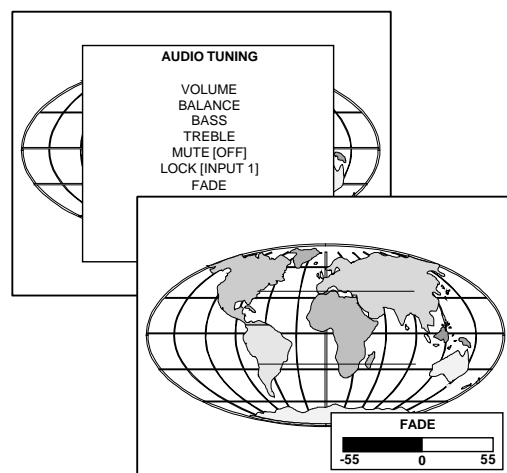 AUDIO TUNING
VOLUME
BALANCE
BASS
TREBLE
MUTE [OFF]
LOCK [INPUT 1]
FADE
FADE
-55 0 55